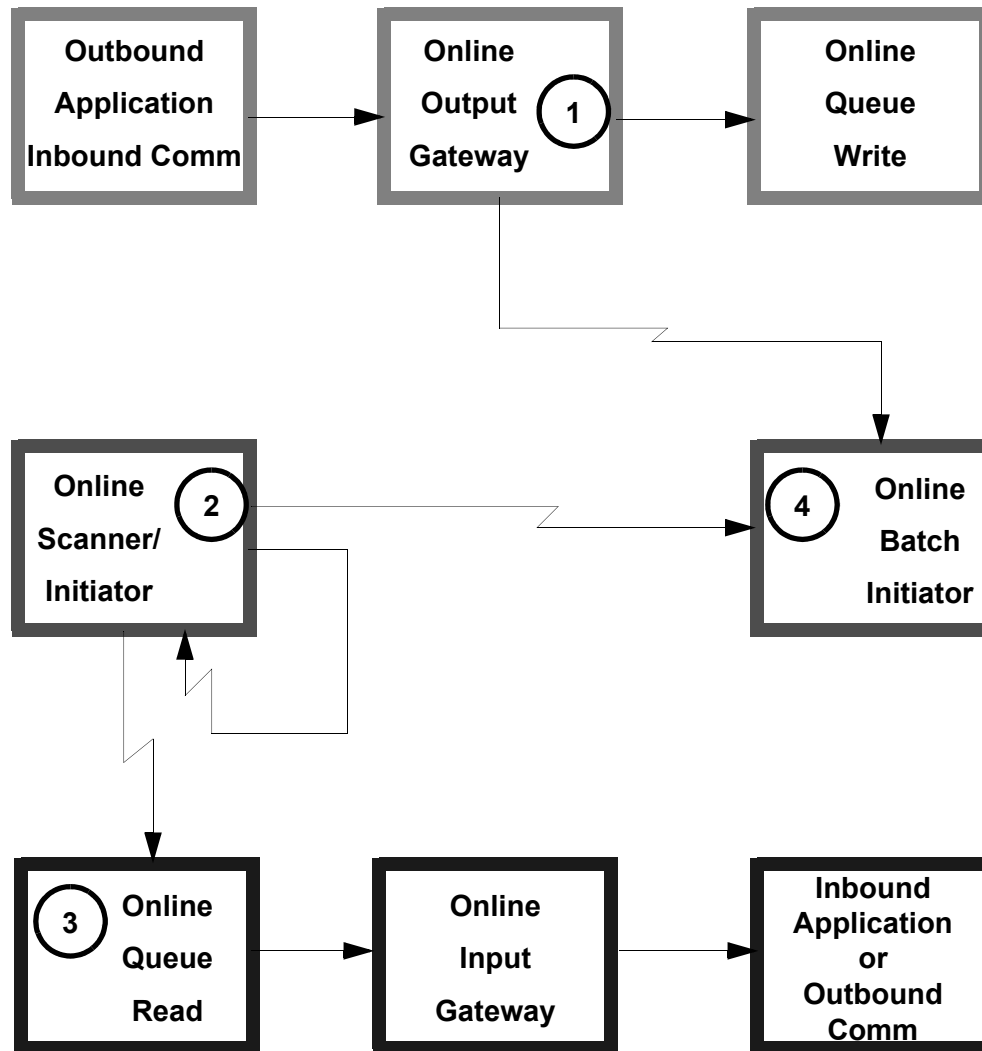 Outbound
Application
Inbound Comm
Online
Output
Gateway
1
Online
Queue
Write
Online
Scanner/
Initiator
2
4
Online
Batch
Initiator
3
Online
Queue
Read
Online
Input
Gateway
Inbound
Application
or
Outbound
Comm